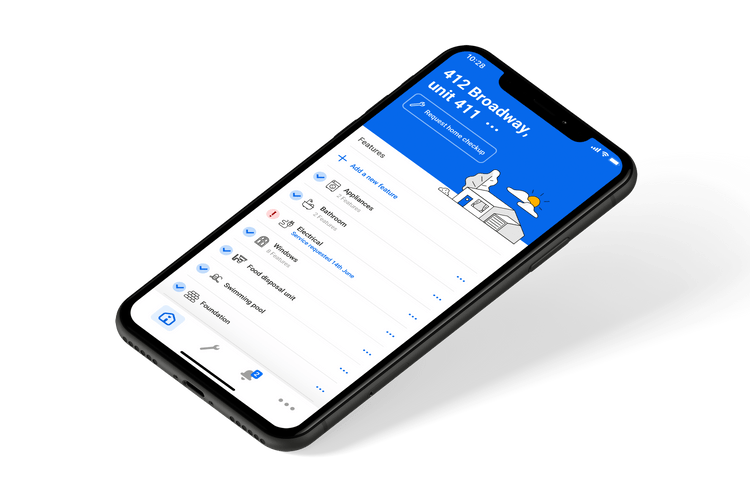 10:28
412 Broadway,
unit 411 ...
Request home checkup
Features
Add a new feature
Appliances
2 Features
Bathroom
2 Features
Electrical
Service requested 14th June
Windows
8 Features
Food disposal unit
Swimming pool
Foundation
2